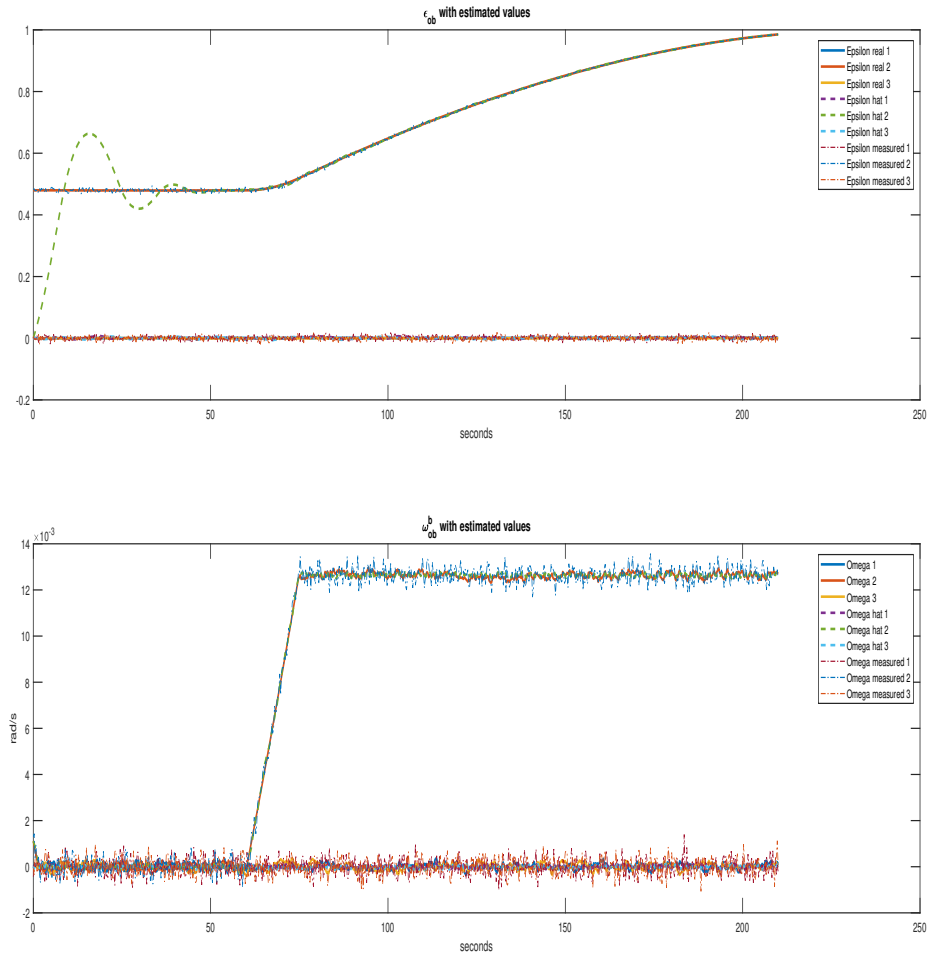 ϵob with estimated values
1
0.8
0.6
0.4
0.2
0
-0.2
0 50 100 150 200 250
seconds
Epsilon real 1
Epsilon real 2
Epsilon real 3
Epsilon hat 1
Epsilon hat 2
Epsilon hat 3
Epsilon measured 1
Epsilon measured 2
Epsilon measured 3
ωᵇob with estimated values
×10⁻³
14
12
10
8
6
4
2
0
-2
rad/s
0 50 100 150 200 250
seconds
Omega 1
Omega 2
Omega 3
Omega hat 1
Omega hat 2
Omega hat 3
Omega measured 1
Omega measured 2
Omega measured 3